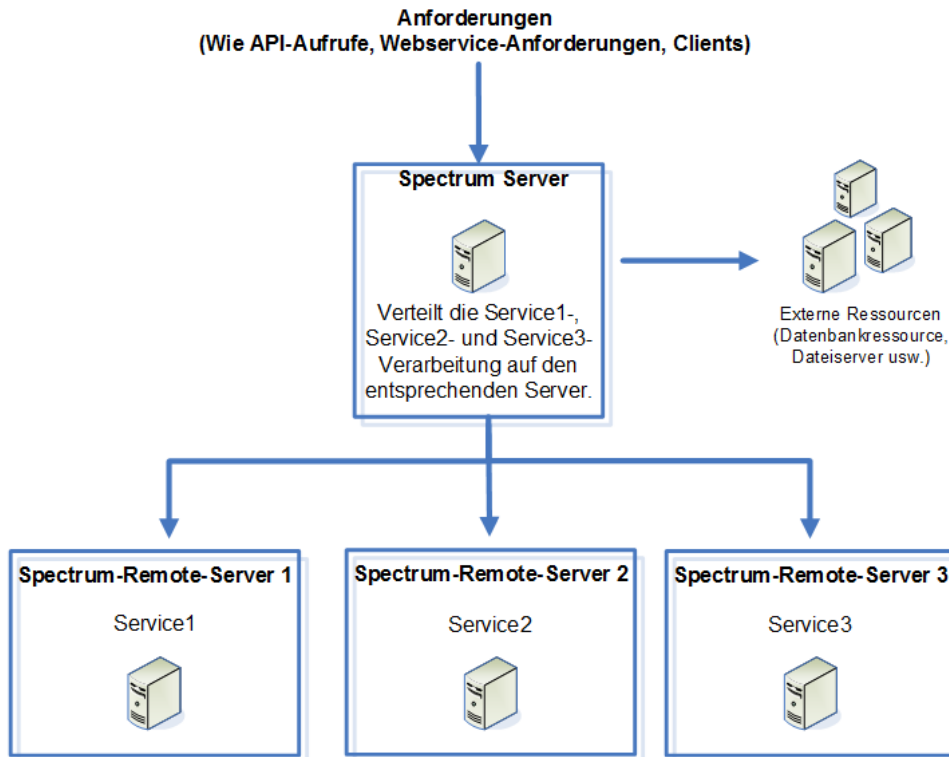 Anforderungen
(Wie API-Aufrufe, Webservice-Anforderungen, Clients)
Spectrum Server
Verteilt die Service1-,
Service2- und Service3-
Verarbeitung auf den
entsprechenden Server.
Externe Ressourcen
(Datenbankressource,
Dateiserver usw.)
Spectrum-Remote-Server 1
Service1
Spectrum-Remote-Server 2
Service2
Spectrum-Remote-Server 3
Service3